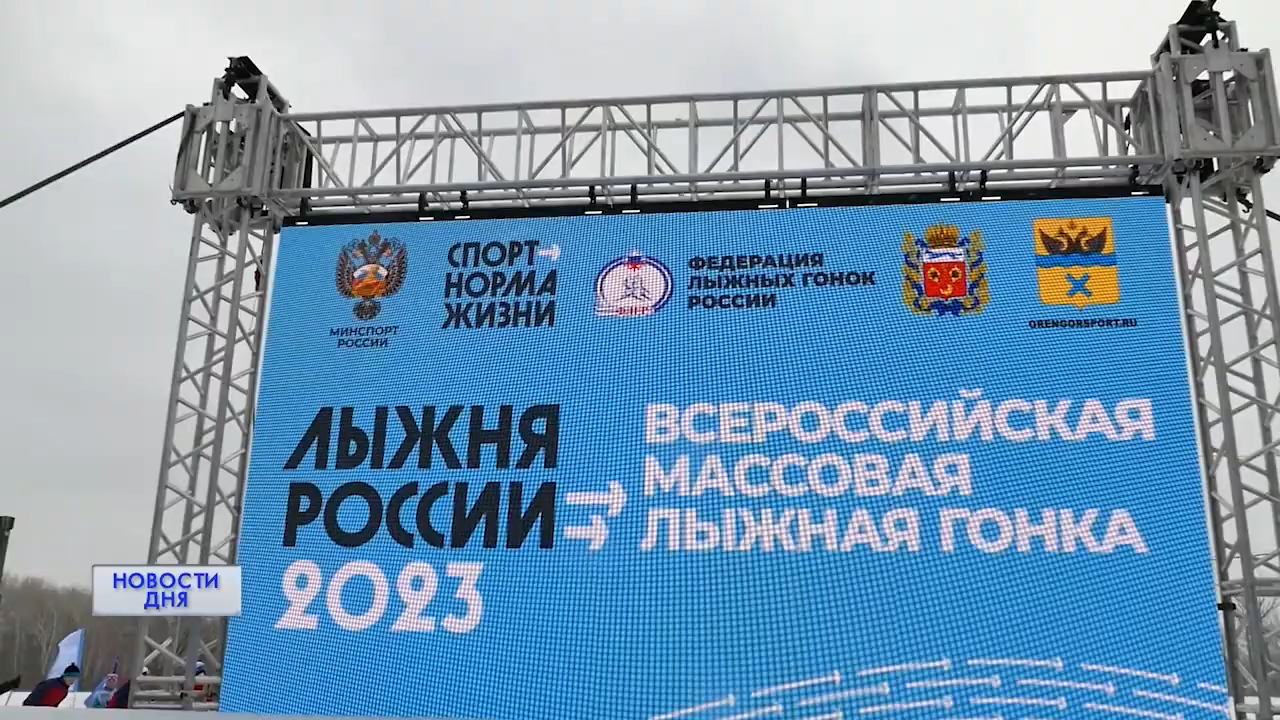 МИНСПОРТ
РОССИИ
СПОРТ
НОРМА
ЖИЗНИ
ФЕДЕРАЦИЯ
ЛЫЖНЫХ ГОНОК
РОССИИ
ORENGORSPORT.RU
ЛЫЖНЯ
РОССИИ
2023
ВСЕРОССИЙСКАЯ
МАССОВАЯ
ЛЫЖНАЯ ГОНКА
НОВОСТИ
ДНЯ